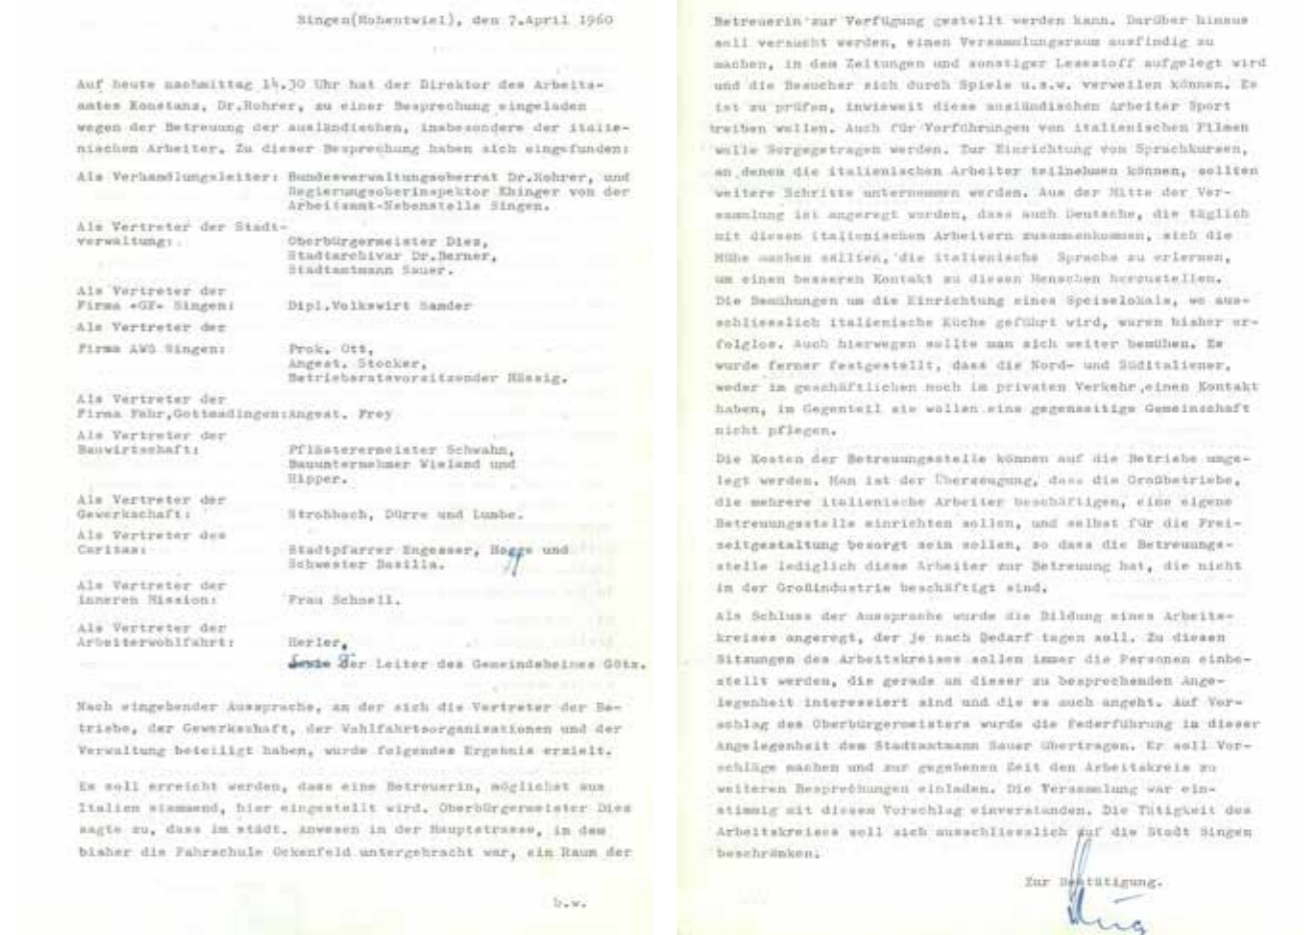 Singen(Hohentwiel), den 7.April 1960
Auf heute nachmittag 14.30 Uhr hat der Direktor des Arbeits-
amtes Konstanz, Dr.Rohrer, zu einer Besprechung eingeladen
wegen der Betreuung der ausländischen, insbesondere der italie-
nischen Arbeiter. Zu dieser Besprechung haben sich eingefunden:
Als Verhandlungsleiter: Bundesverwaltungsoberrat Dr.Rohrer, und
Regierungsoberinspektor Ehinger von der
Arbeitsamt-Nebenstelle Singen.
Als Vertreter der Stadt-
verwaltung: Oberbürgermeister Diez,
Stadtarchivar Dr.Berner,
Stadtamtmann Sauer.
Als Vertreter der
Firma +GF+ Singen: Dipl.Volkswirt Sander
Als Vertreter der
Firma AWS Singen: Prok. Ott,
Angest. Stocker,
Betriebsratsvorsitzender Hässig.
Als Vertreter der
Firma Fahr,Gottmadingen:Angest. Frey
Als Vertreter der
Bauwirtschaft: Pflästerermeister Schwahn,
Bauunternehmer Wieland und
Hipper.
Als Vertreter der
Gewerkschaft: Strohbach, Dürre und Lumbe.
Als Vertreter des
Caritas: Stadtpfarrer Engesser, und
Schwester Basilla.
Als Vertreter der
inneren Mission: Frau Schnell.
Als Vertreter der
Arbeiterwohlfahrt: Herler,
Der Leiter des Gemeindeheimes Götz.
Nach eingehender Aussprache, an der sich die Vertreter der Be-
triebe, der Gewerkschaft, der Wohlfahrtsorganisationen und der
Verwaltung beteiligt haben, wurde folgendes Ergebnis erzielt.
Es soll erreicht werden, dass eine Betreuerin, möglichst aus
Italien stammend, hier eingestellt wird. Oberbürgermeister Diez
sagte zu, dass im städt. Anwesen in der Hauptstrasse, in dem
bisher die Fahrschule Ockenfeld untergebracht war, ein Raum der
b.w.
Betreuerin zur Verfügung gestellt werden kann. Darüber hinaus
soll versucht werden, einen Versammlungsraum ausfindig zu
machen, in dem Zeitungen und sonstiger Lesestoff aufgelegt wird
und die Besucher sich durch Spiele u.s.w. verweilen können. Es
ist zu prüfen, inwieweit diese ausländischen Arbeiter Sport
treiben wollen. Auch für Vorführungen von italienischen Filmen
wolle Sorgegetragen werden. Zur Einrichtung von Sprachkursen,
an denen die italienischen Arbeiter teilnehmen können, sollten
weitere Schritte unternommen werden. Aus der Mitte der Ver-
sammlung ist angeregt worden, dass auch Deutsche, die täglich
mit diesen italienischen Arbeitern zusammenkommen, sich die
Mühe machen sollten, die italienische Sprache zu erlernen,
um einen besseren Kontakt zu diesen Menschen herzustellen.
Die Bemühungen um die Einrichtung eines Speiselokals, wo aus-
schliesslich italienische Küche geführt wird, waren bisher er-
folglos. Auch hierwegen sollte man sich weiter bemühen. Es
wurde ferner festgestellt, dass die Nord- und Süditaliener,
weder im geschäftlichen noch im privaten Verkehr,einen Kontakt
haben, im Gegenteil sie wollen eine gegenseitige Gemeinschaft
nicht pflegen.
Die Kosten der Betreuungsstelle können auf die Betriebe umge-
legt werden. Man ist der Überzeugung, dass die Großbetriebe,
die mehrere italienische Arbeiter beschäftigen, eine eigene
Betreuungsstelle einrichten sollen, und selbst für die Frei-
zeitgestaltung besorgt sein sollen, so dass die Betreuungs-
stelle lediglich diese Arbeiter zur Betreuung hat, die nicht
in der Großindustrie beschäftigt sind.
Als Schluss der Aussprache wurde die Bildung eines Arbeits-
kreises angeregt, der je nach Bedarf tagen soll. Zu diesen
Sitzungen des Arbeitskreises sollen immer die Personen einbe-
stellt werden, die gerade an dieser zu besprechenden Ange-
legenheit interessiert sind und die es auch angeht. Auf Vor-
schlag des Oberbürgermeisters wurde die Federführung in dieser
Angelegenheit dem Stadtamtmann Sauer übertragen. Er soll Vor-
schläge machen und zur gegebenen Zeit den Arbeitskreis zu
weiteren Besprechungen einladen. Die Versammlung war ein-
stimmig mit diesem Vorschlag einverstanden. Die Tätigkeit des
Arbeitskreises soll sich ausschliesslich auf die Stadt Singen
beschränken.
Zur Bestätigung.